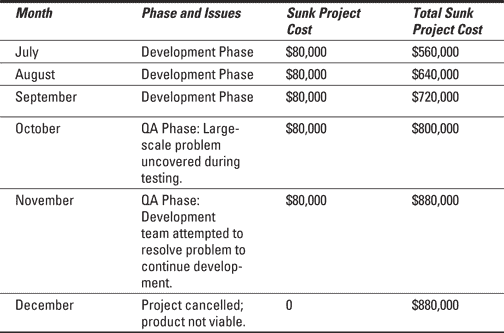 Month Phase and Issues Sunk Project Total Sunk
Cost Project Cost
July Development Phase $80,000 $560,000
August Development Phase $80,000 $640,000
September Development Phase $80,000 $720,000
October QA Phase: Large- $80,000 $800,000
scale problem
uncovered during
testing.
November QA Phase: $80,000 $880,000
Development
team attempted to
resolve problem to
continue develop-
ment.
December Project cancelled; 0 $880,000
product not viable.